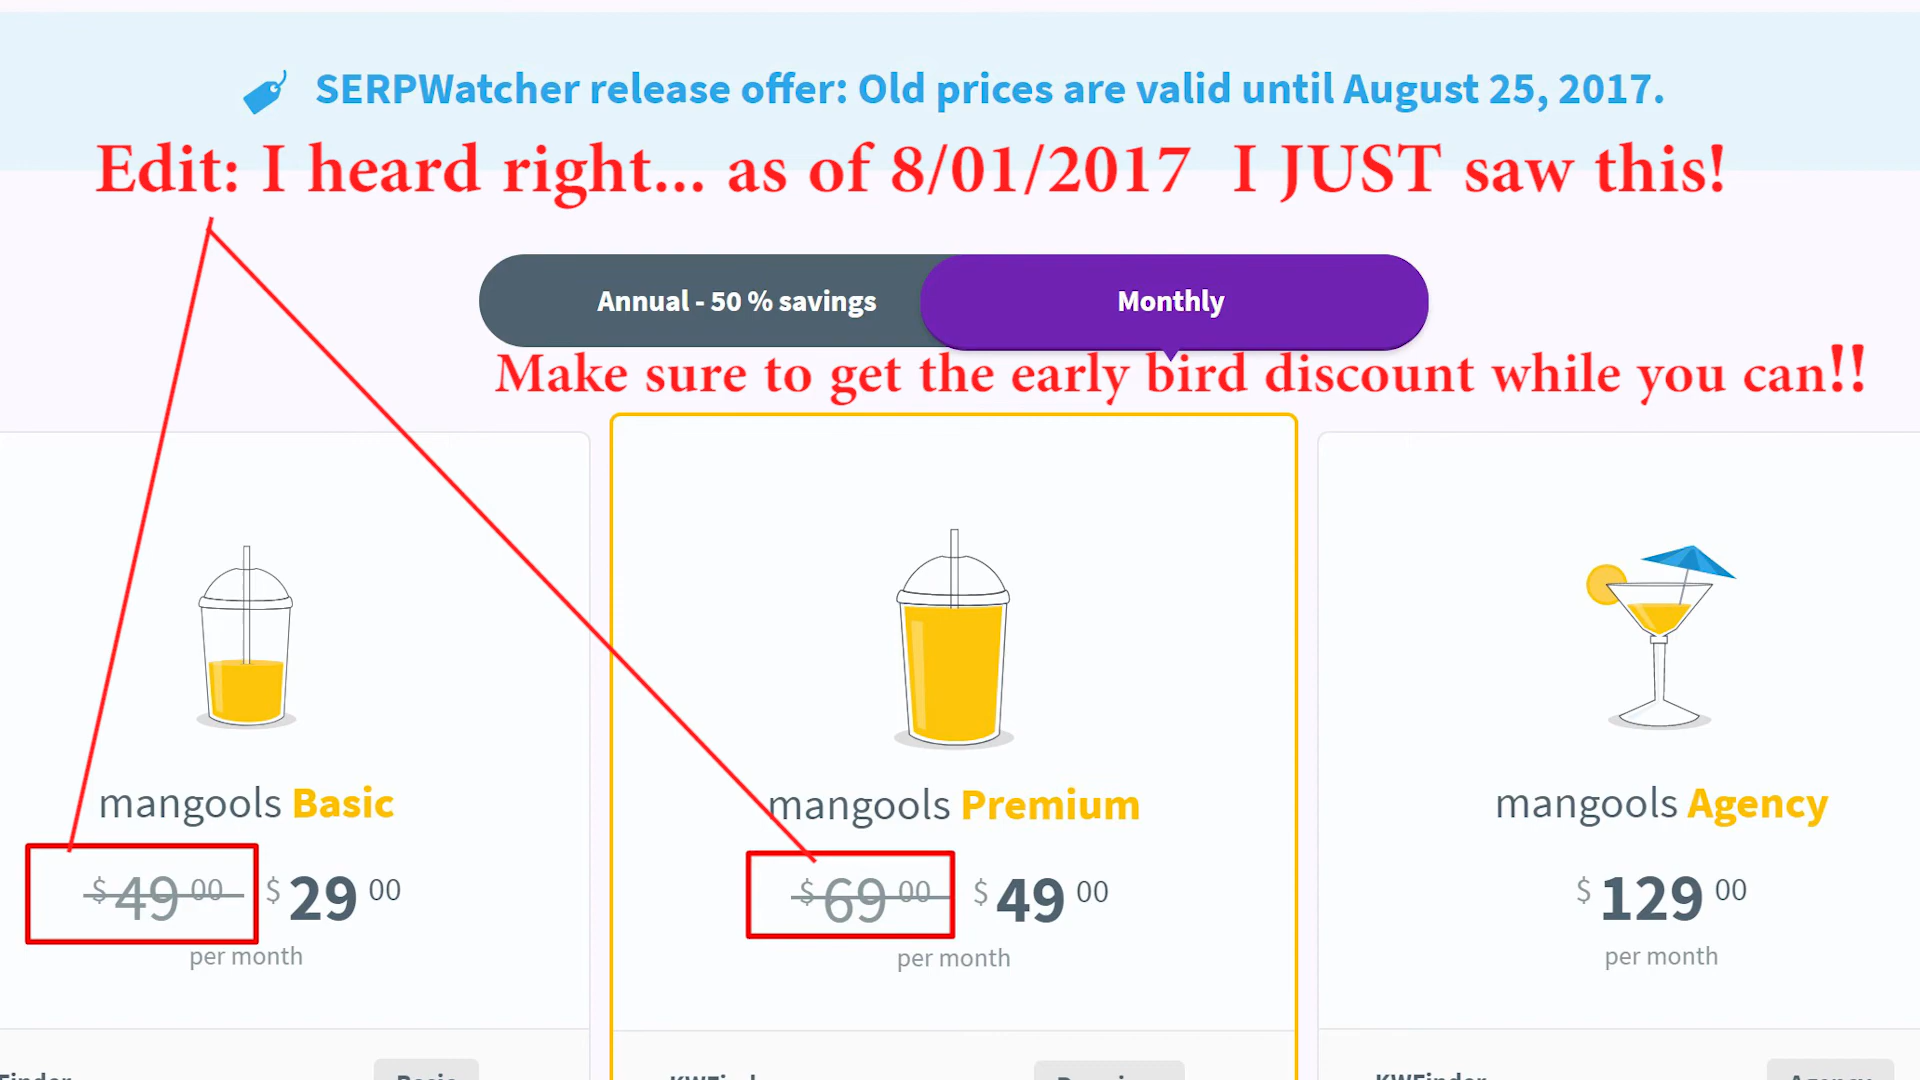 SERPWatcher release offer: Old prices are valid until August 25, 2017.
Edit: I heard right... as of 8/01/2017 I JUST saw this!
Annual - 50 % savings
Monthly
Make sure to get the early bird discount while you can!!
mangools Basic
$ 49 00 $ 29 00
per month
mangools Premium
$ 69 00 $ 49 00
per month
mangools Agency
$ 129 00
per month
Basic
KWFinder
Agency